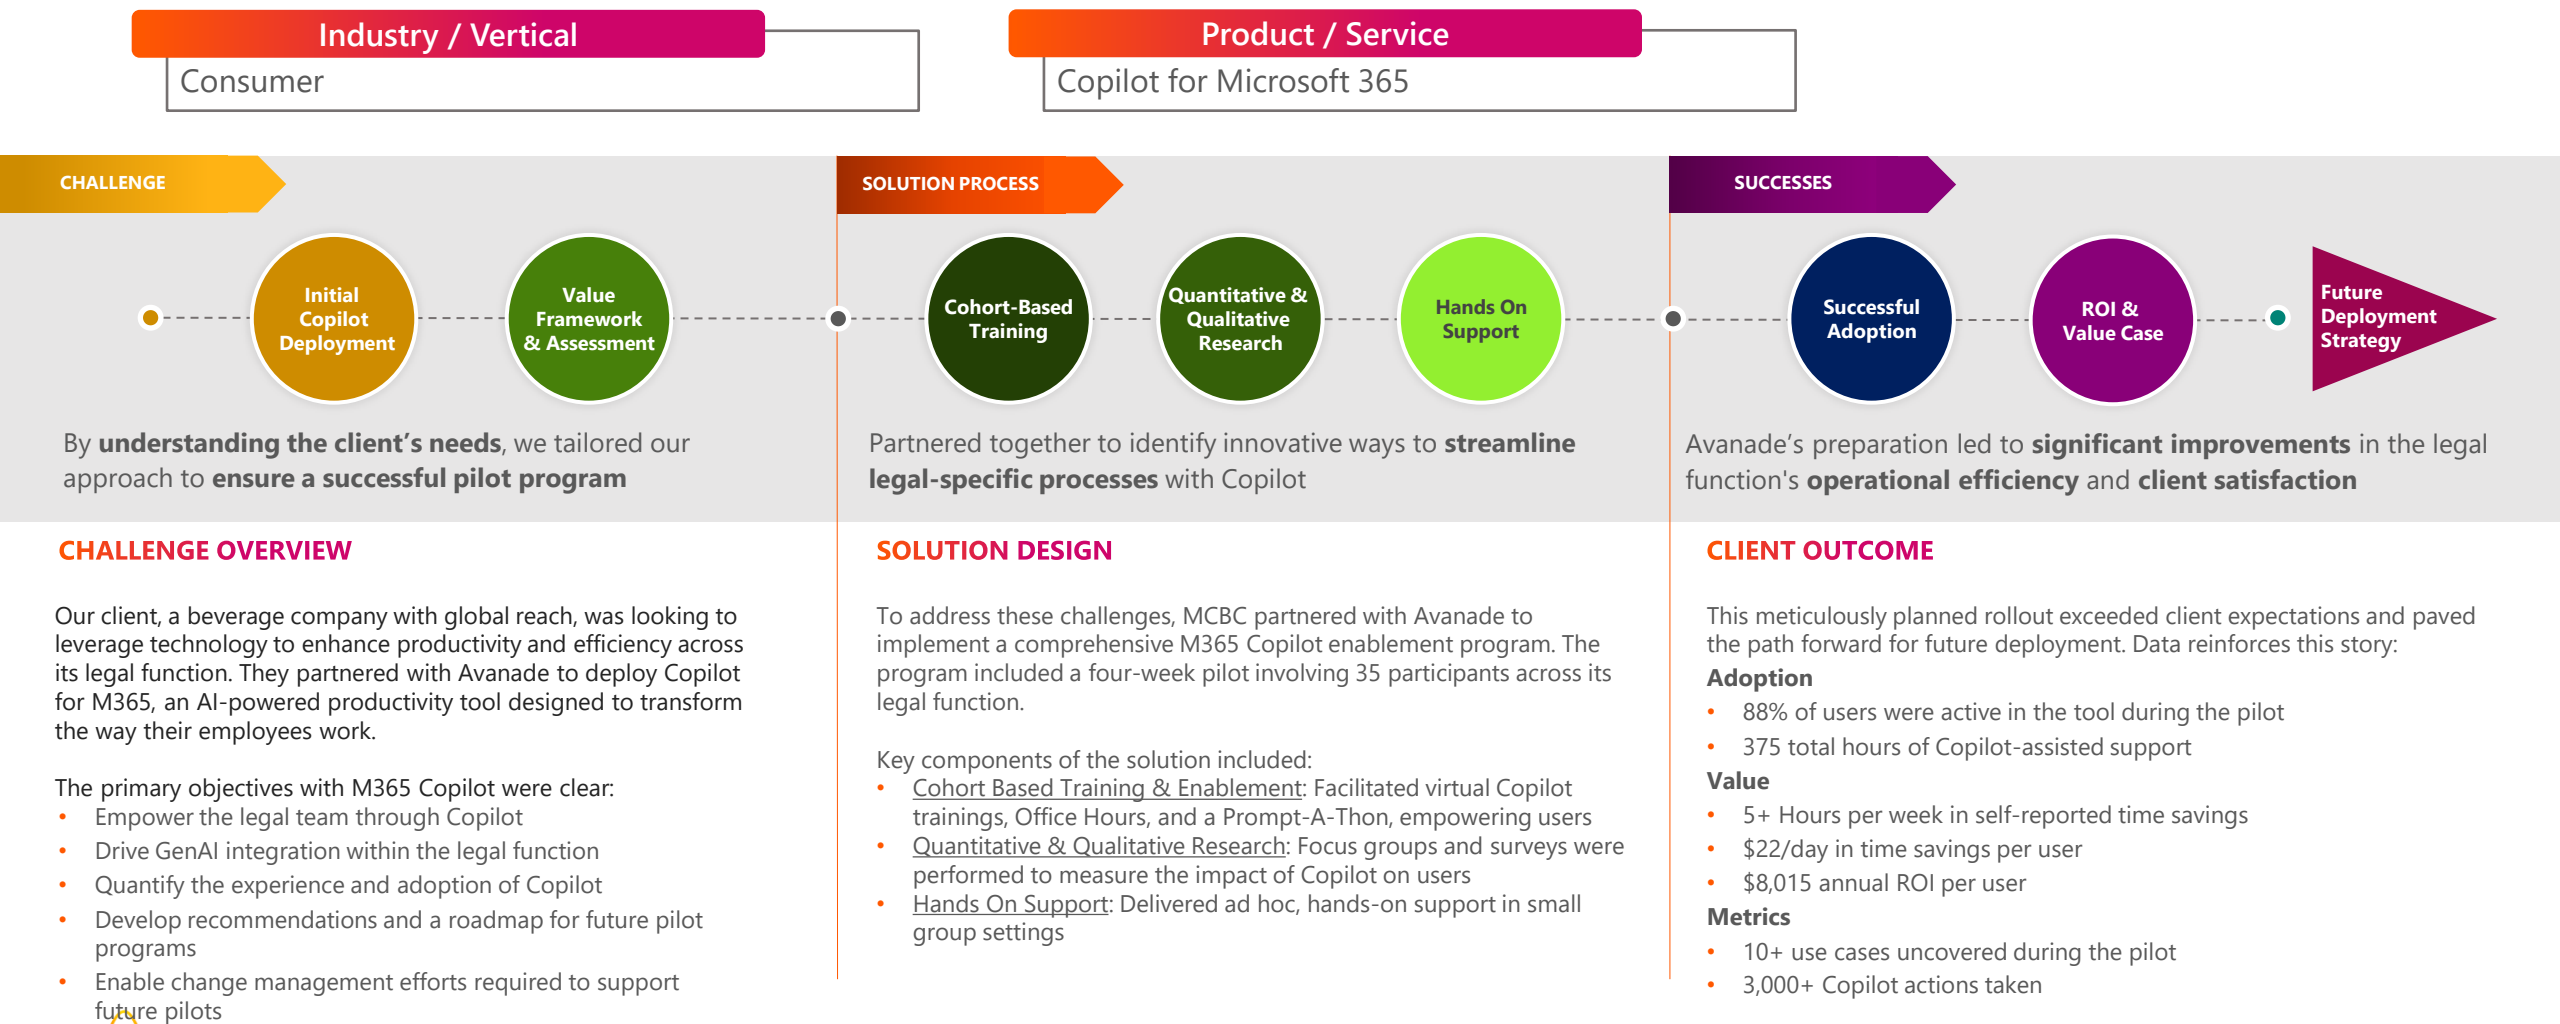 Industry / Vertical
Consumer
Product / Service
Copilot for Microsoft 365
CHALLENGE
Initial
Copilot
Deployment
Value
Framework
& Assessment
By understanding the client’s needs, we tailored our
approach to ensure a successful pilot program
SOLUTION PROCESS
Cohort-Based
Training
Quantitative &
Qualitative
Research
Hands On
Support
Partnered together to identify innovative ways to streamline
legal-specific processes with Copilot
SUCCESSES
Successful
Adoption
ROI &
Value Case
Future
Deployment
Strategy
Avanade’s preparation led to significant improvements in the legal
function's operational efficiency and client satisfaction
CHALLENGE OVERVIEW
Our client, a beverage company with global reach, was looking to
leverage technology to enhance productivity and efficiency across
its legal function. They partnered with Avanade to deploy Copilot
for M365, an AI-powered productivity tool designed to transform
the way their employees work.
The primary objectives with M365 Copilot were clear:
• Empower the legal team through Copilot
• Drive GenAI integration within the legal function
• Quantify the experience and adoption of Copilot
• Develop recommendations and a roadmap for future pilot
programs
• Enable change management efforts required to support
future pilots
SOLUTION DESIGN
To address these challenges, MCBC partnered with Avanade to
implement a comprehensive M365 Copilot enablement program. The
program included a four-week pilot involving 35 participants across its
legal function.
Key components of the solution included:
• Cohort Based Training & Enablement: Facilitated virtual Copilot
trainings, Office Hours, and a Prompt-A-Thon, empowering users
• Quantitative & Qualitative Research: Focus groups and surveys were
performed to measure the impact of Copilot on users
• Hands On Support: Delivered ad hoc, hands-on support in small
group settings
CLIENT OUTCOME
This meticulously planned rollout exceeded client expectations and paved
the path forward for future deployment. Data reinforces this story:
Adoption
• 88% of users were active in the tool during the pilot
• 375 total hours of Copilot-assisted support
Value
• 5+ Hours per week in self-reported time savings
• $22/day in time savings per user
• $8,015 annual ROI per user
Metrics
• 10+ use cases uncovered during the pilot
• 3,000+ Copilot actions taken